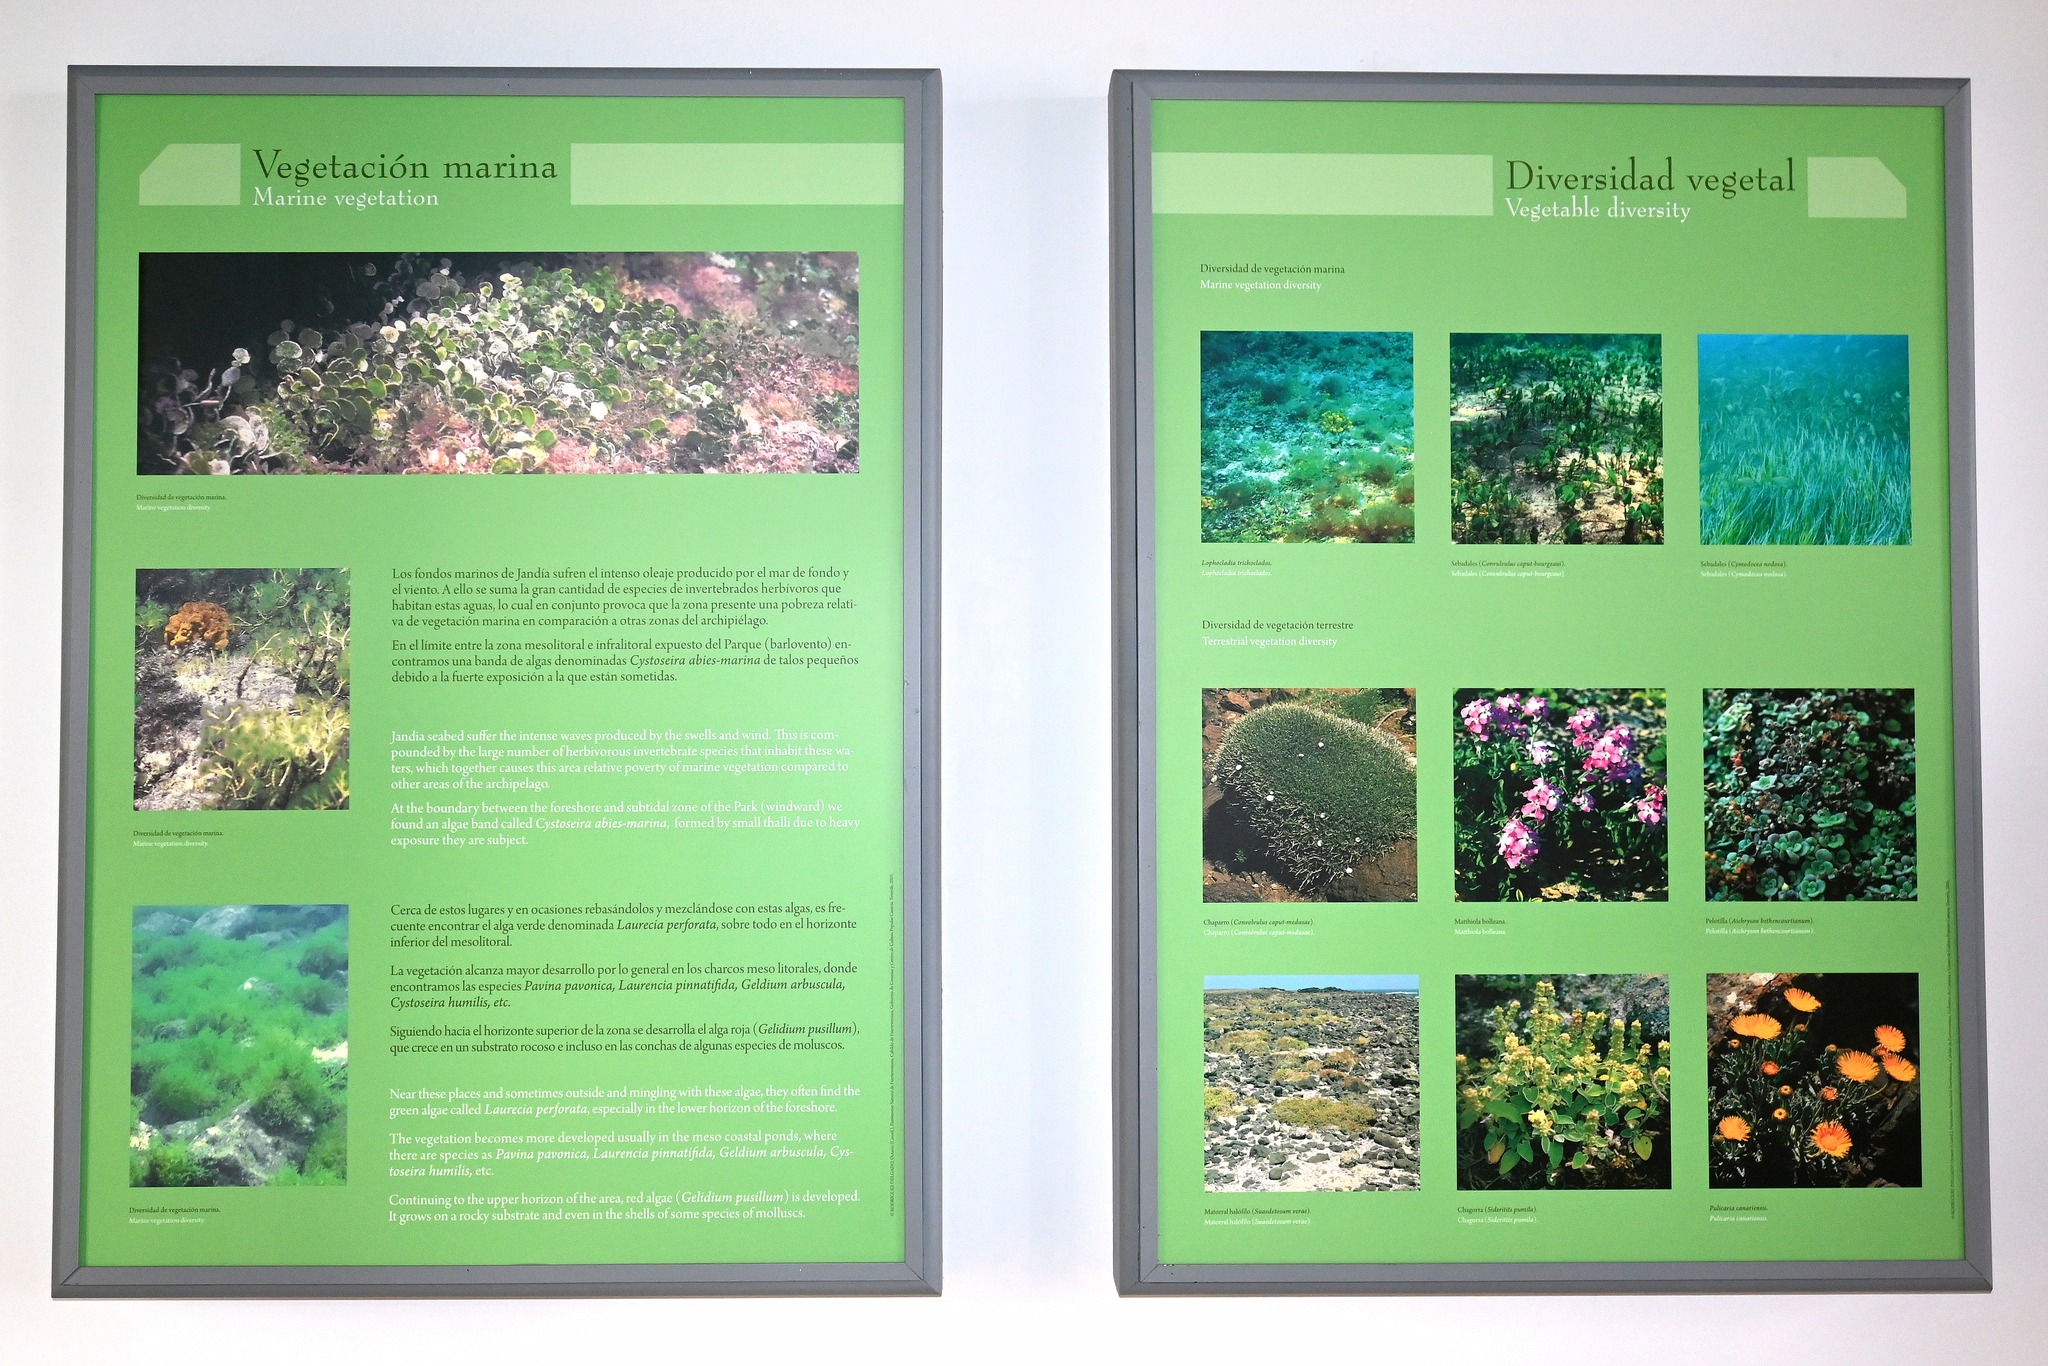 Vegetación marina
Marine vegetation
Diversidad de vegetación marina.
Marine vegetation diversity
Los fondos marinos de Jandía sufren el intenso oleaje producido por el mar de fondo y
el viento. A ello se suma la gran cantidad de especies de invertebrados herbívoros que
habitan estas aguas, lo cual en conjunto provoca que la zona presente una pobreza relati-
va de vegetación marina en comparación a otras zonas del archipiélago.
En el límite entre la zona mesolitoral e infralitoral expuesto del Parque (barlovento) en-
contramos una banda de algas denominadas Cystoseira abies-marina de talos pequeños
debido a la fuerte exposición a la que están sometidas.
Jandia seabed suffer the intense waves produced by the swells and wind. This is com-
pounded by the large number of herbivorous invertebrate species that inhabit these wa-
ters, which together causes this area relative poverty of marine vegetation compared to
other areas of the archipelago.
At the boundary between the foreshore and subtidal zone of the Park (windward) we
found an algae band called Cystoseira abies-marina, formed by small thalli due to heavy
exposure they are subject.
Diversidad de vegetación marina.
Marine vegetation diversity.
Cerca de estos lugares y en ocasiones rebasándolos y mezclándose con estas algas, es fre-
cuente encontrar el alga verde denominada Laurecia perforata, sobre todo en el horizonte
inferior del mesolitoral.
La vegetación alcanza mayor desarrollo por lo general en los charcos meso litorales, donde
encontramos las especies Pavina pavonica, Laurencia pinnatifida, Geldium arbuscula,
Cystoseira humilis, etc.
Siguiendo hacia el horizonte superior de la zona se desarrolla el alga roja (Gelidium pusillum),
que crece en un substrato rocoso e incluso en las conchas de algunas especies de moluscos.
Near these places and sometimes outside and mingling with these algae, they often find the
green algae called Laurecia perforata, especially in the lower horizon of the foreshore.
The vegetation becomes more developed usually in the meso coastal ponds, where
there are species as Pavina pavonica, Laurencia pinnatifida, Geldium arbuscula, Cys-
toseira humilis, etc.
Continuing to the upper horizon of the area, red algae (Gelidium pusillum) is developed.
It grows on a rocky substrate and even in the shells of some species of molluscs.
Diversidad de vegetación marina.
Marine vegetation diversity
Diversidad vegetal
Vegetable diversity
Diversidad de vegetación marina
Marine vegetation diversity
Lophocladia trichoclados.
Lophocladia trichoclados.
Sebadales (Convolvulus caput-bourgeaui).
Sebadales (Convolvulus caput-bourgeaui).
Sebadales (Cymodocea nodosa).
Sebadales (Cymodocea nodosa).
Diversidad de vegetación terrestre
Terrestrial vegetation diversity
Chaparro (Convolvulus caput-medusae).
Chaparro (Convolvulus caput-medusae).
Matthiola bolleana.
Matthiola bolleana.
Pelotilla (Aichryson bethencourtianum).
Pelotilla (Aichryson bethencourtianum).
Matorral halófilo (Suaedetosum verae).
Matorral halófilo (Suaedetosum verae).
Chagorra (Sideritis pumila).
Chagorra (Sideritis pumila).
Pulicaria canariensis.
Pulicaria canariensis.